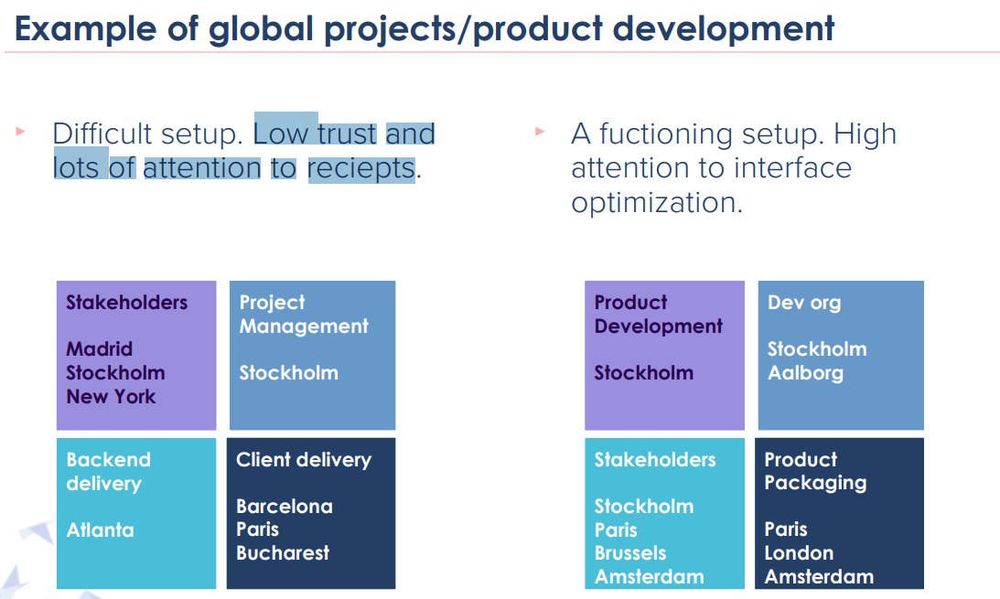 Example of global projects/product development
Difficult setup. Low trust and
lots of attention to reciepts.
A fuctioning setup. High
attention to interface
optimization.
Stakeholders
Madrid
Stockholm
New York
Project
Management
Stockholm
Backend
delivery
Atlanta
Client delivery
Barcelona
Paris
Bucharest
Product
Development
Stockholm
Dev org
Stockholm
Aalborg
Stakeholders
Stockholm
Paris
Brussels
Amsterdam
Product
Packaging
Paris
London
Amsterdam